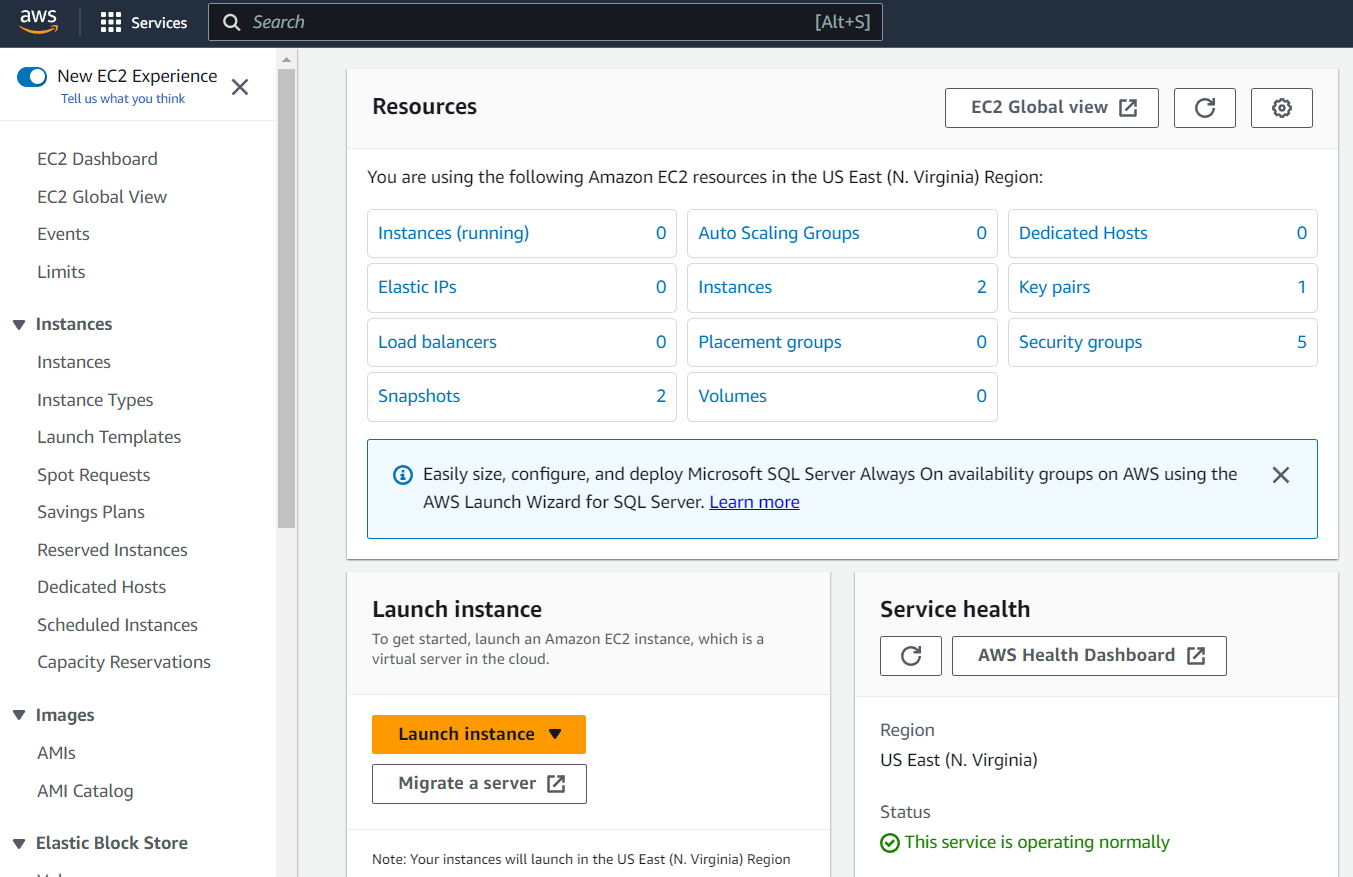 aws
Services
Search
[Alt+S]
New EC2 Experience
Tell us what you think
EC2 Dashboard
EC2 Global View
Events
Limits
Instances
Instances
Instance Types
Launch Templates
Spot Requests
Savings Plans
Reserved Instances
Dedicated Hosts
Scheduled Instances
Capacity Reservations
Images
AMIs
AMI Catalog
Elastic Block Store
Resources
EC2 Global view
You are using the following Amazon EC2 resources in the US East (N. Virginia) Region:
Instances (running) 0
Auto Scaling Groups 0
Dedicated Hosts 0
Elastic IPs 0
Instances 2
Key pairs 1
Load balancers 0
Placement groups 0
Security groups 5
Snapshots 2
Volumes 0
Easily size, configure, and deploy Microsoft SQL Server Always On availability groups on AWS using the
AWS Launch Wizard for SQL Server. Learn more
Launch instance
To get started, launch an Amazon EC2 instance, which is a
virtual server in the cloud.
Launch instance
Migrate a server
Note: Your instances will launch in the US East (N. Virginia) Region
Service health
AWS Health Dashboard
Region
US East (N. Virginia)
Status
This service is operating normally